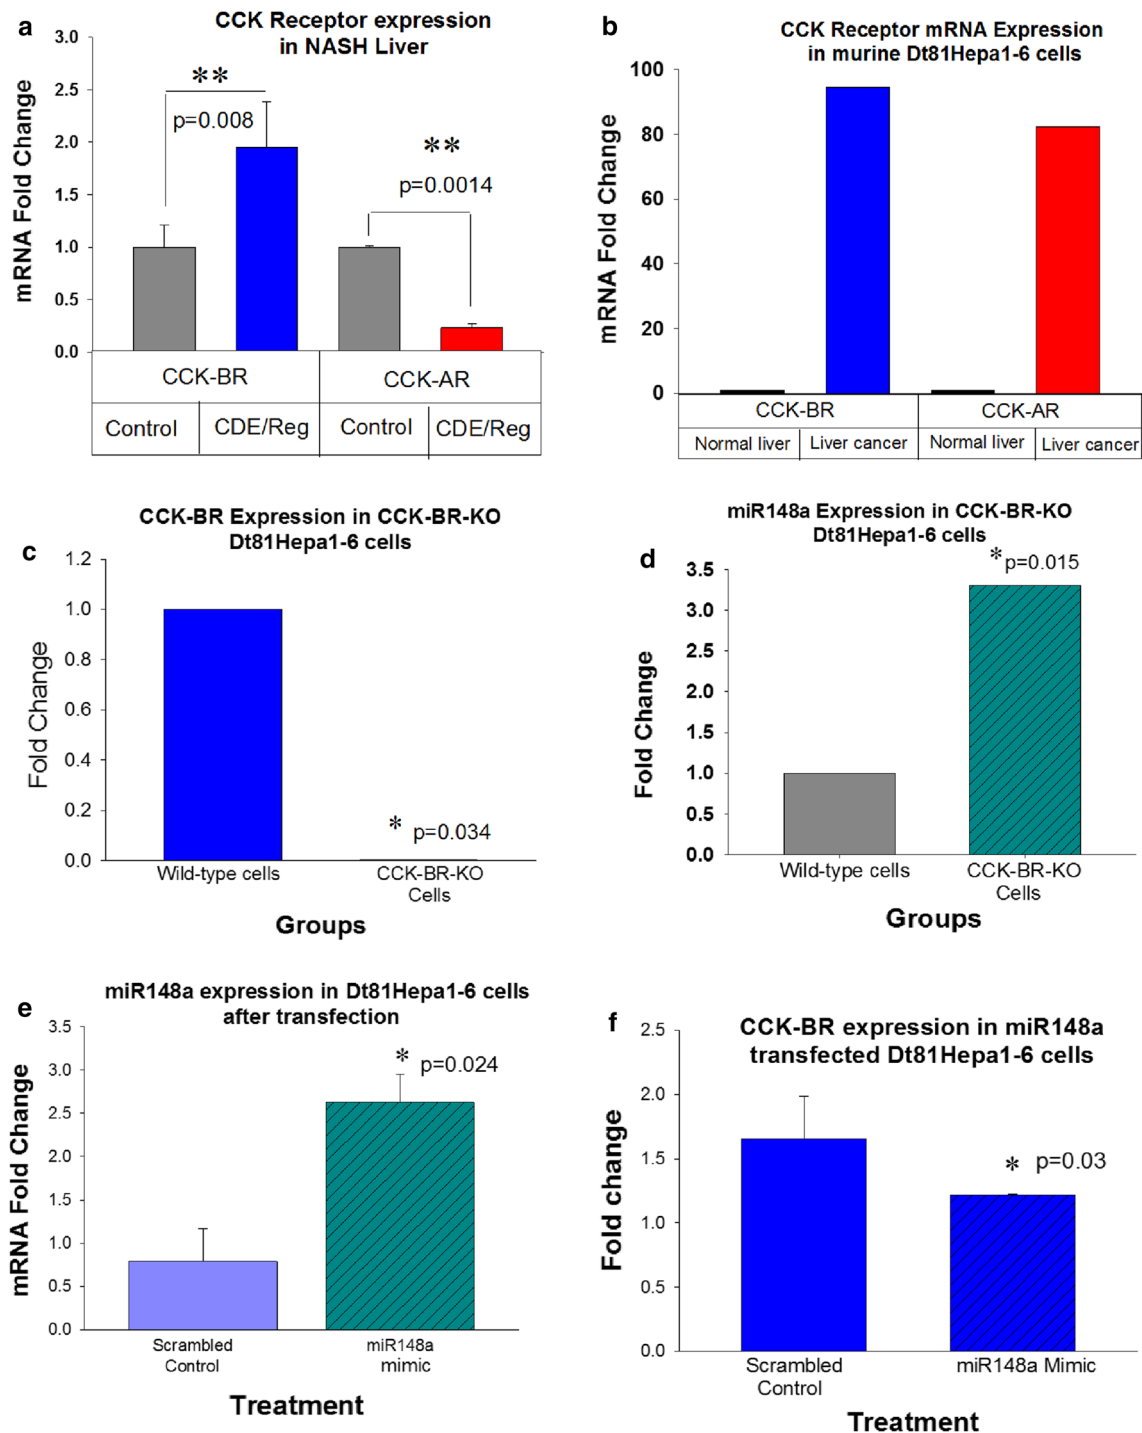 a
CCK Receptor expression
in NASH Liver
mRNA Fold Change
3.0
2.5
2.0
1.5
1.0
0.5
0.0
**
p=0.008
**
p=0.0014
CCK-BR
CCK-AR
Control
CDE/Reg
Control
CDE/Reg
b
CCK Receptor mRNA Expression
in murine Dt81Hepa1-6 cells
mRNA Fold Change
100
80
60
40
20
0
CCK-BR
CCK-AR
Normal liver
Liver cancer
Normal liver
Liver cancer
c
CCK-BR Expression in CCK-BR-KO
Dt81Hepa1-6 cells
Fold Change
1.2
1.0
0.8
0.6
0.4
0.2
0.0
* p=0.034
Wild-type cells
CCK-BR-KO
Cells
Groups
d
miR148a Expression in CCK-BR-KO
Dt81Hepa1-6 cells
Fold Change
3.5
3.0
3.5
2.0
1.5
1.0
0.5
0.0
*p=0.015
Wild-type cells
CCK-BR-KO
Cells
Groups
e
miR148a expression in Dt81Hepa1-6 cells
after transfection
mRNA Fold Change
3.5
3.0
2.5
2.0
1.5
1.0
0.5
0.0
* p=0.024
Scrambled
Control
miR148a
mimic
Treatment
f
CCK-BR expression in miR148a
transfected Dt81Hepa1-6 cells
Fold change
2.5
2.0
1.5
1.0
0.5
0.0
* p=0.03
Scrambled
Control
miR148a Mimic
Treatment